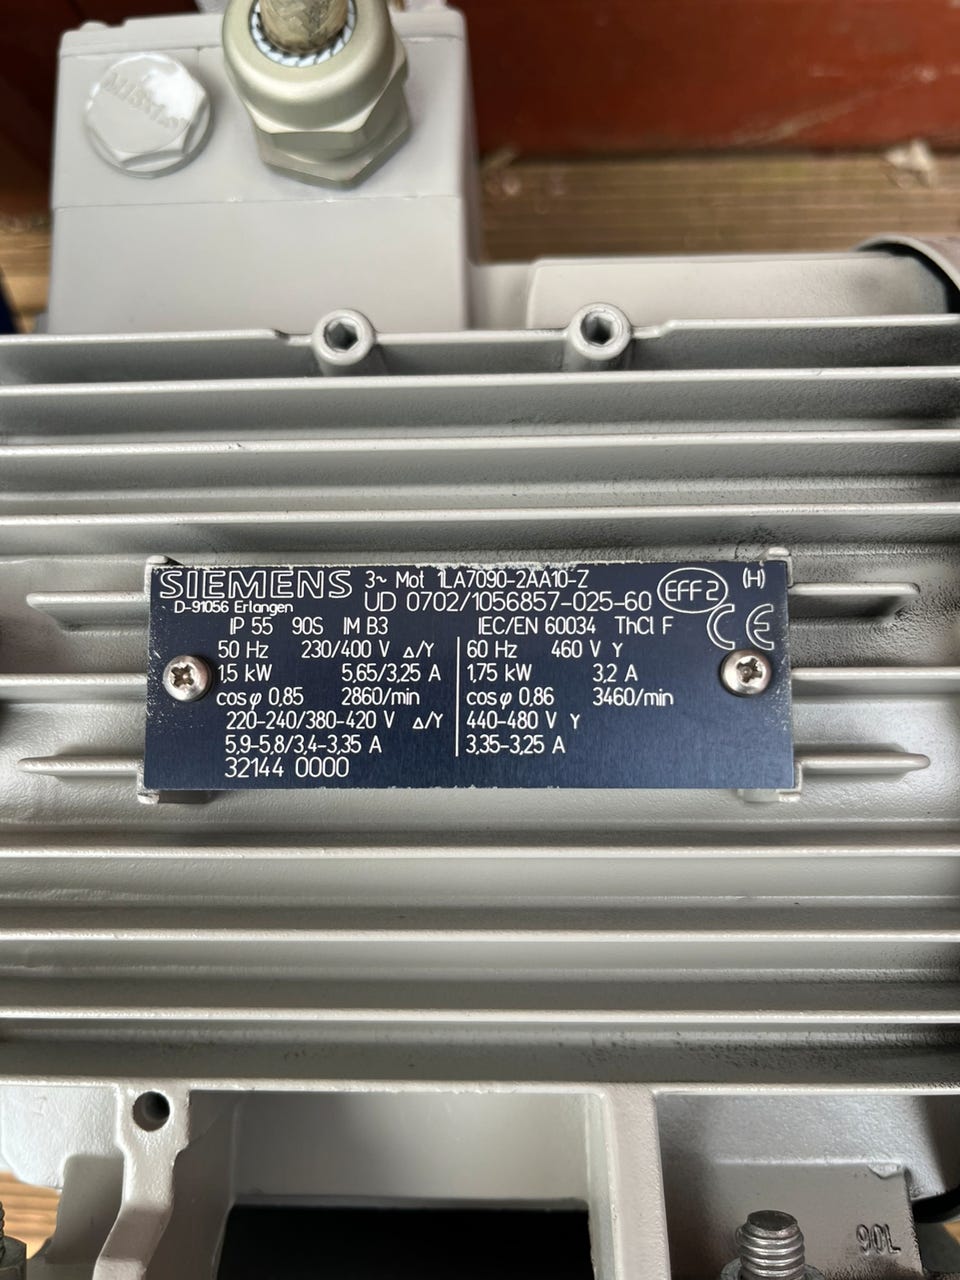 SIEMENS 3~ Mot 1LA7090-2AA10-Z (H)
D-91056 Erlangen UD 0702/1056857-025-60 EFF2
IP 55 90S IM B3 IEC/EN 60034 ThCl F CE
50 Hz 230/400 V △/Y
1,5 kW 5,65/3,25 A
cos φ 0,85 2860/min
220-240/380-420 V △/Y
5,9-5,8/3,4-3,35 A
32144 0000
60 Hz 460 V Y
1,75 kW 3,2 A
cos φ 0,86 3460/min
440-480 V Y
3,35-3,25 A
90L